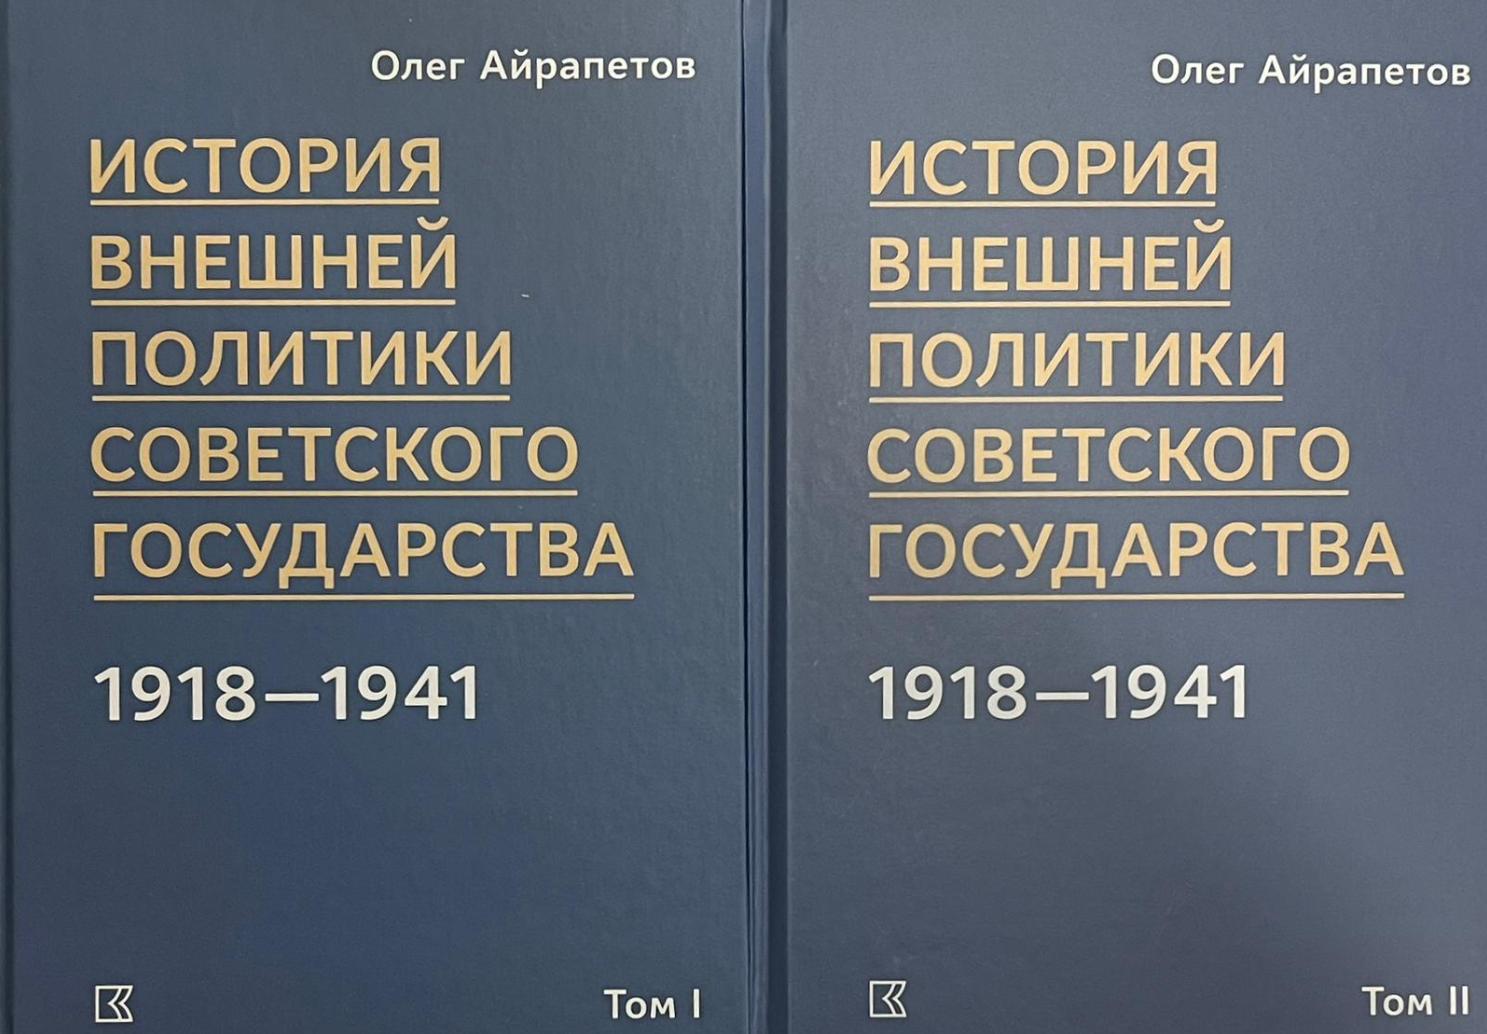 Олег Айрапетов
ИСТОРИЯ
ВНЕШНЕЙ
ПОЛИТИКИ
СОВЕТСКОГО
ГОСУДАРСТВА
1918—1941
Том I
Олег Айрапетов
ИСТОРИЯ
ВНЕШНЕЙ
ПОЛИТИКИ
СОВЕТСКОГО
ГОСУДАРСТВА
1918—1941
Том II